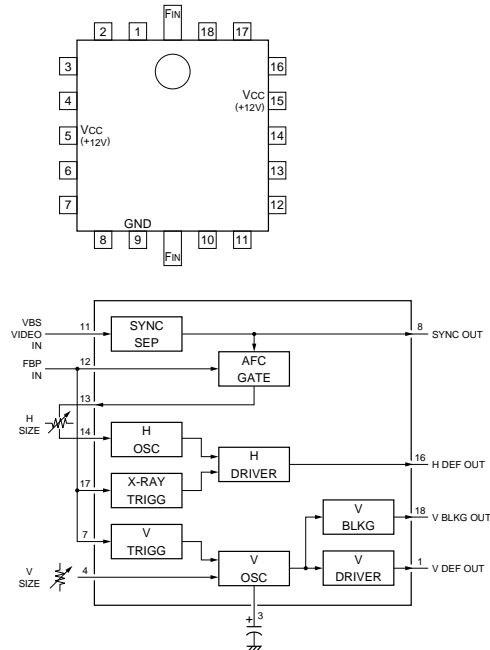 FIN
2 1 18 17
3 16
4 VCC 15
(+12V)
5 VCC 14
(+12V)
6 13
7 12
GND
8 9 10 11
FIN
VBS
VIDEO
IN
11
SYNC
SEP
8
SYNC OUT
FBP
IN
12
AFC
GATE
13
H
SIZE
14
H
OSC
H
DRIVER
16
H DEF OUT
17
X-RAY
TRIGG
V
BLKG
18
V BLKG OUT
7
V
TRIGG
V
SIZE
4
V
OSC
V
DRIVER
1
V DEF OUT
3
+